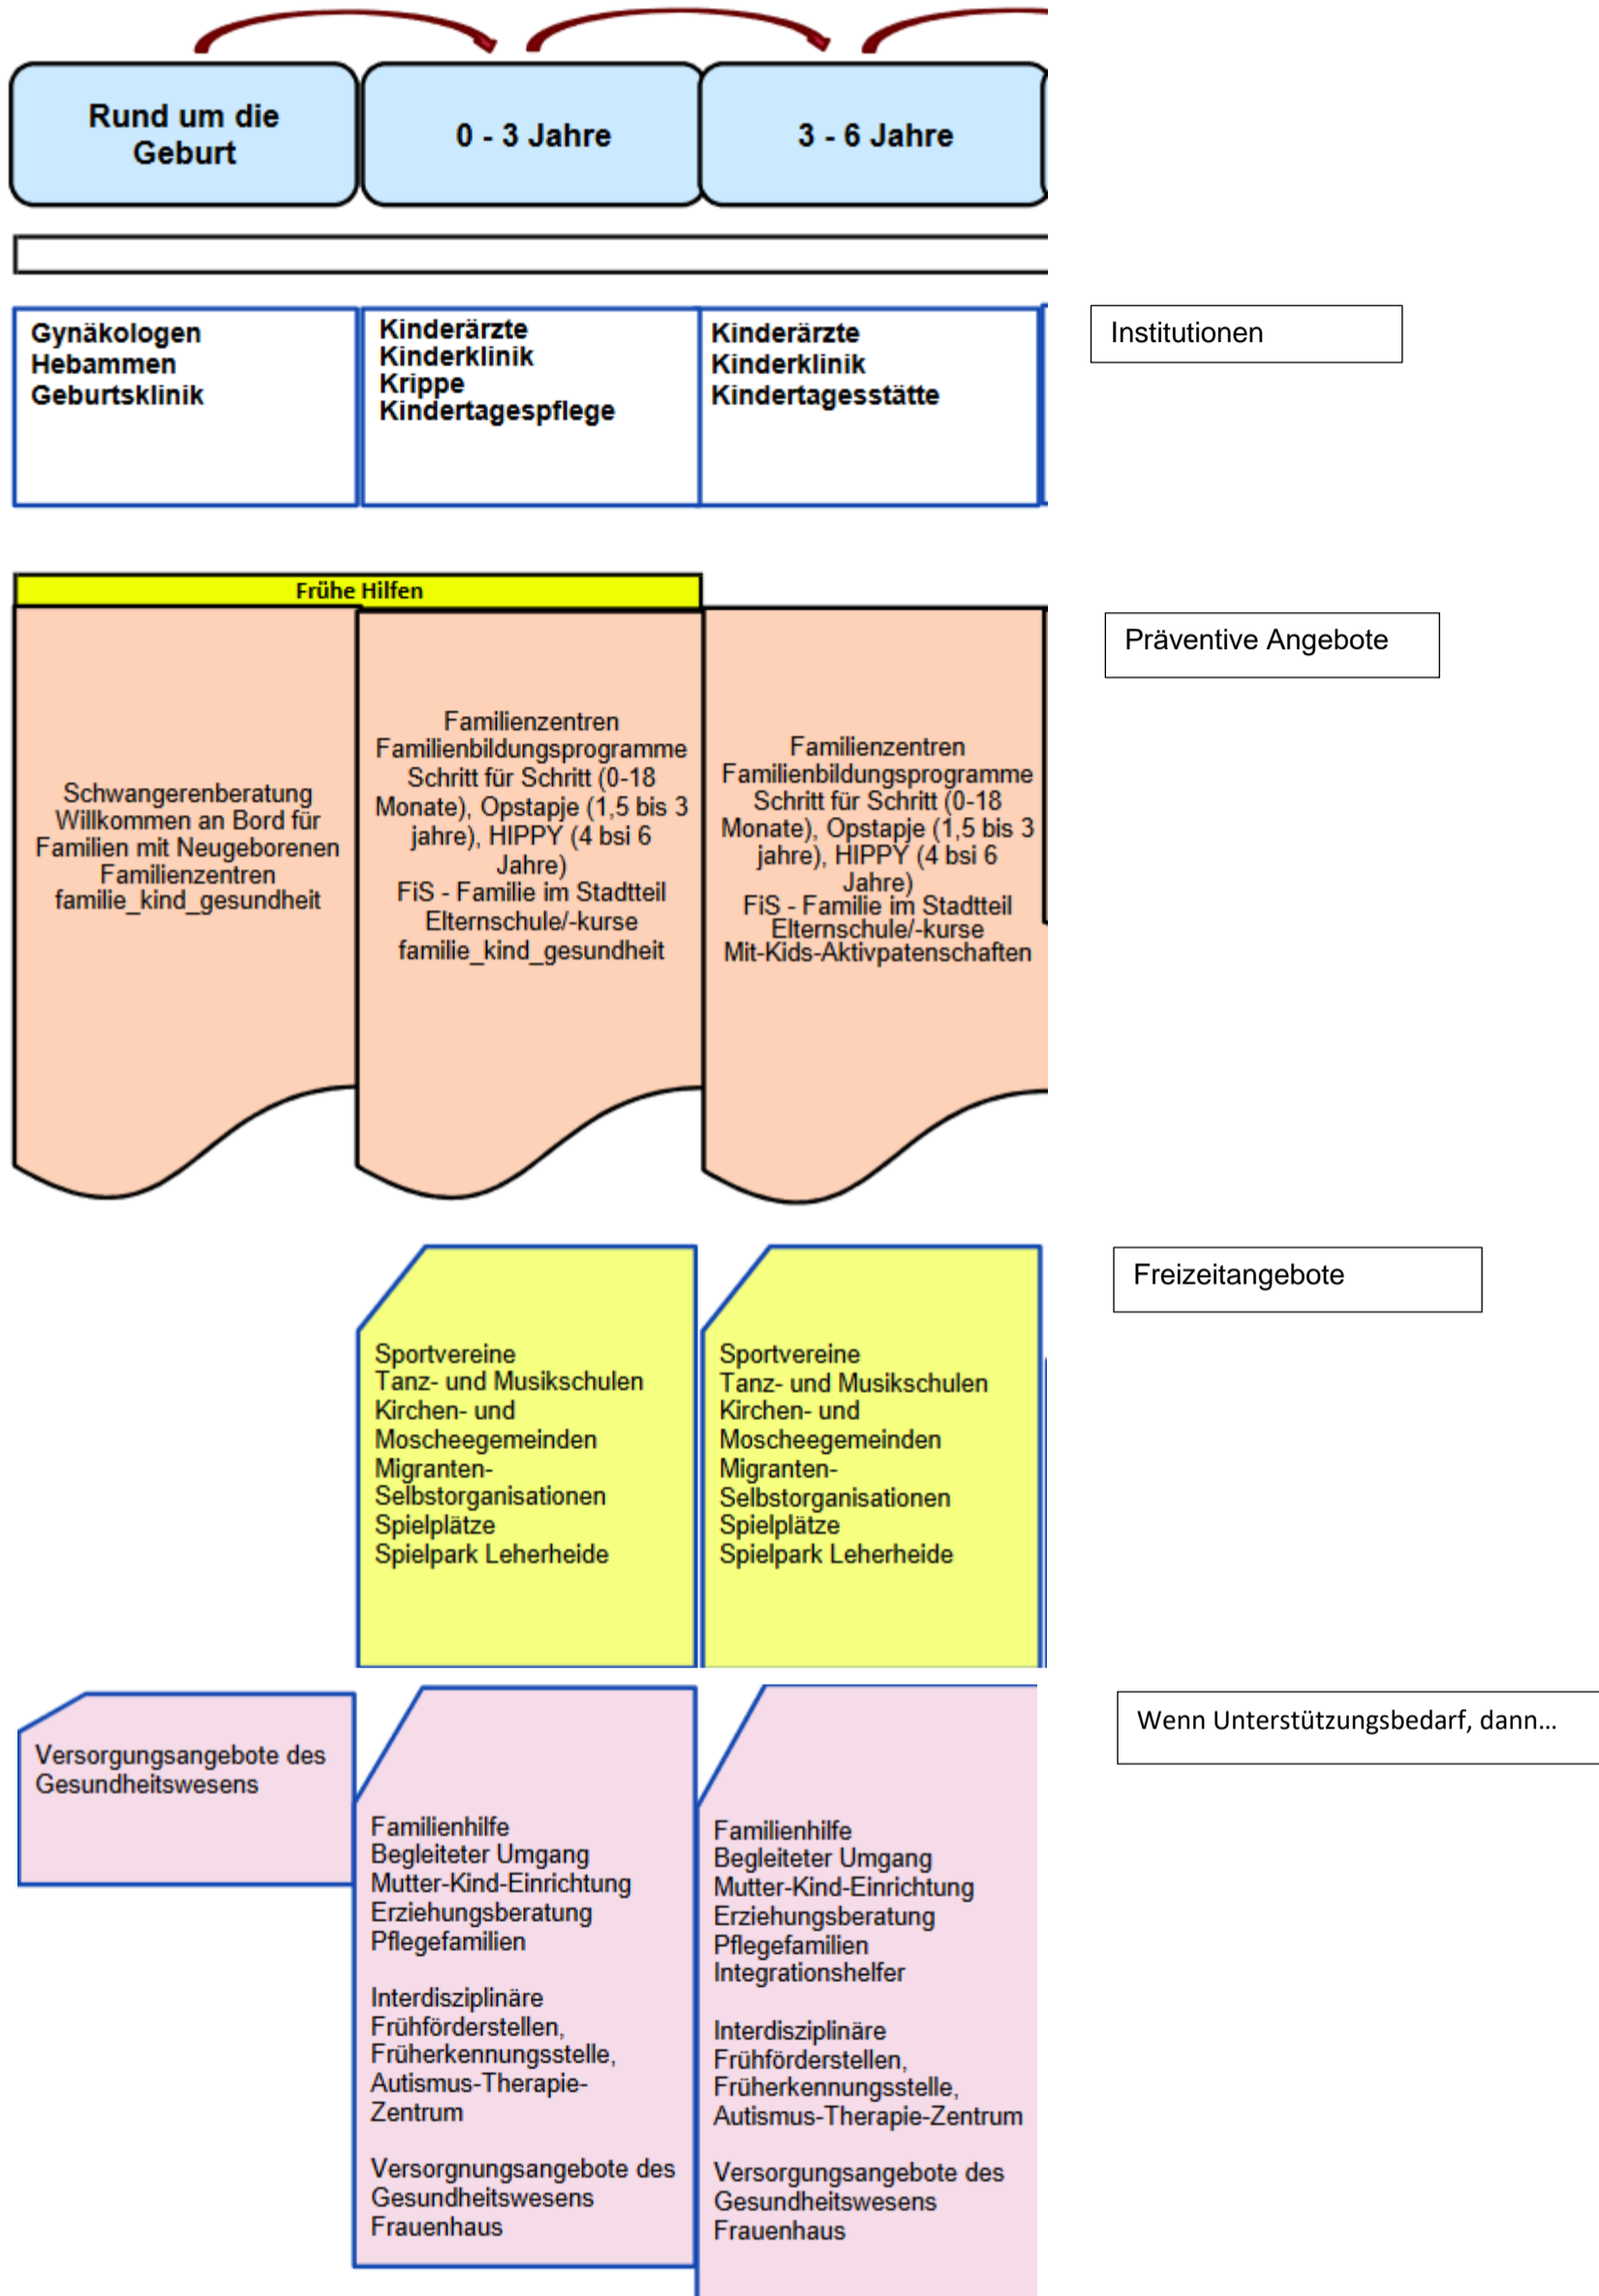 Rund um die
Geburt
0 - 3 Jahre
3 - 6 Jahre
Gynäkologen
Hebammen
Geburtsklinik
Kinderärzte
Kinderklinik
Krippe
Kindertagespflege
Kinderärzte
Kinderklinik
Kindertagesstätte
Institutionen
Frühe Hilfen
Schwangerenberatung
Willkommen an Bord für
Familien mit Neugeborenen
Familienzentren
familie_kind_gesundheit
Familienzentren
Familienbildungsprogramme
Schritt für Schritt (0-18
Monate), Opstapje (1,5 bis 3
jahre), HIPPY (4 bsi 6
Jahre)
FiS - Familie im Stadtteil
Elternschule/-kurse
familie_kind_gesundheit
Familienzentren
Familienbildungsprogramme
Schritt für Schritt (0-18
Monate), Opstapje (1,5 bis 3
jahre), HIPPY (4 bsi 6
Jahre)
FiS - Familie im Stadtteil
Elternschule/-kurse
Mit-Kids-Aktivpatenschaften
Präventive Angebote
Sportvereine
Tanz- und Musikschulen
Kirchen- und
Moscheegemeinden
Migranten-
Selbstorganisationen
Spielplätze
Spielpark Leherheide
Sportvereine
Tanz- und Musikschulen
Kirchen- und
Moscheegemeinden
Migranten-
Selbstorganisationen
Spielplätze
Spielpark Leherheide
Freizeitangebote
Versorgungsangebote des
Gesundheitswesens
Familienhilfe
Begleiteter Umgang
Mutter-Kind-Einrichtung
Erziehungsberatung
Pflegefamilien
Interdisziplinäre
Frühförderstellen,
Früherkennungsstelle,
Autismus-Therapie-
Zentrum
Versorgnungsangebote des
Gesundheitswesens
Frauenhaus
Familienhilfe
Begleiteter Umgang
Mutter-Kind-Einrichtung
Erziehungsberatung
Pflegefamilien
Integrationshelfer
Interdisziplinäre
Frühförderstellen,
Früherkennungsstelle,
Autismus-Therapie-Zentrum
Versorgungsangebote des
Gesundheitswesens
Frauenhaus
Wenn Unterstützungsbedarf, dann...